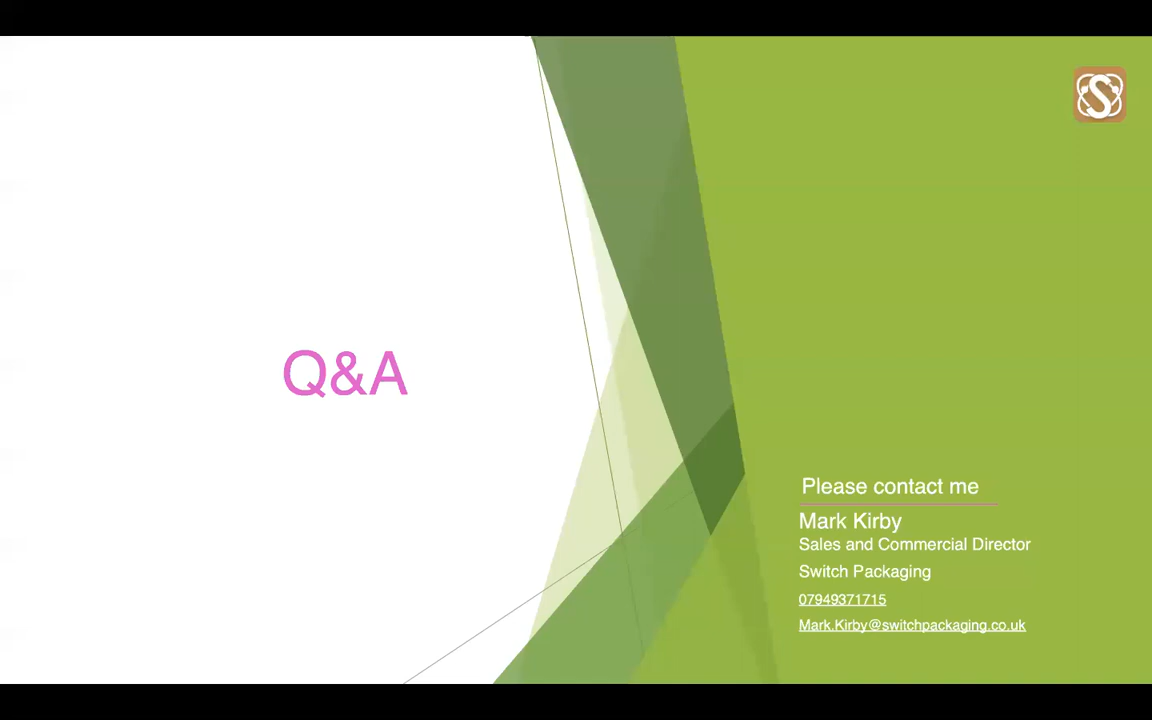 Q&A
S
Please contact me
Mark Kirby
Sales and Commercial Director
Switch Packaging
07949371715
Mark.Kirby@switchpackaging.co.uk